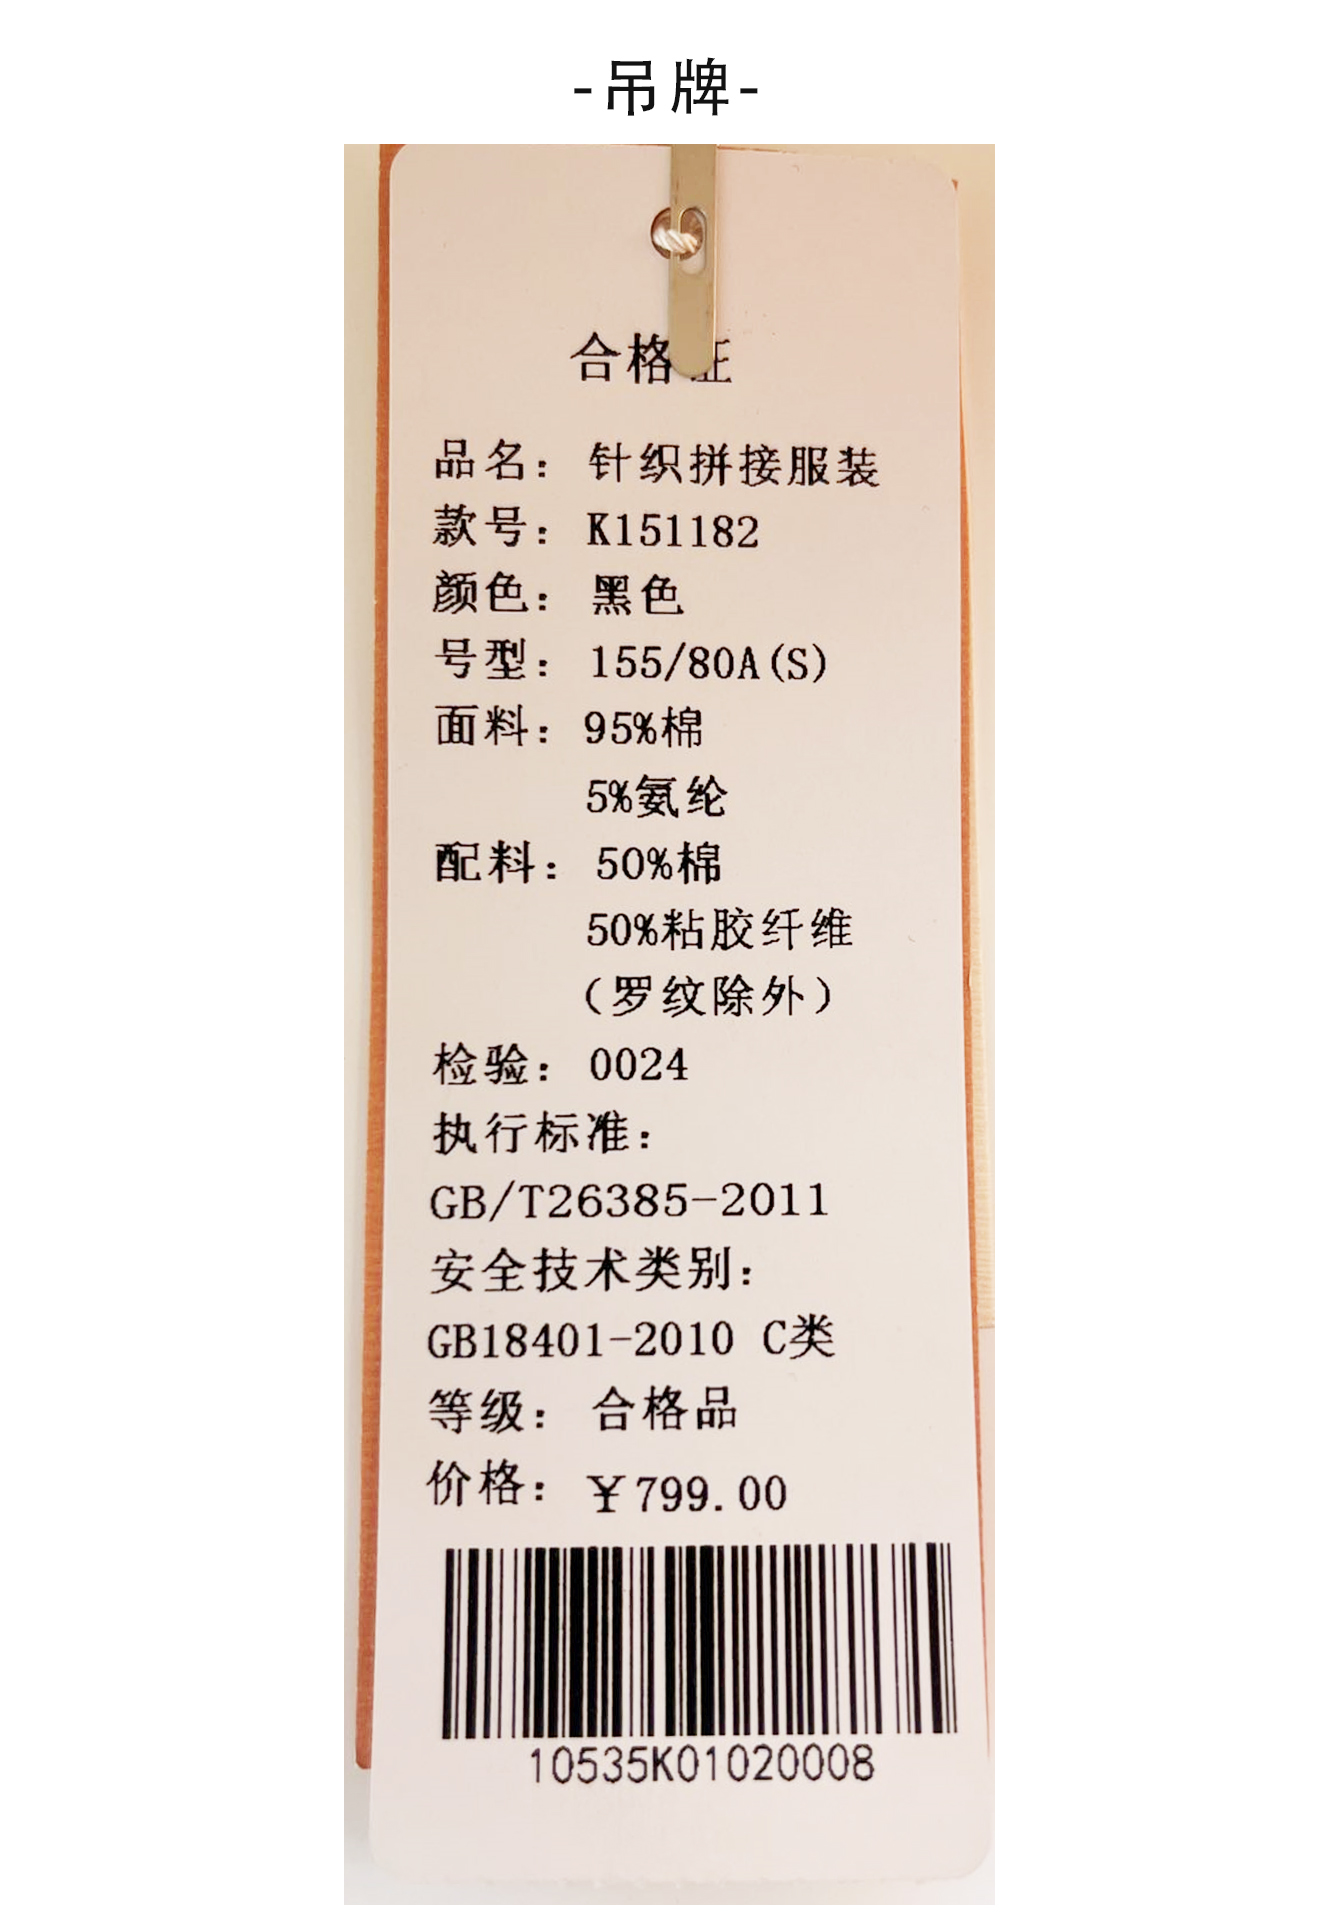 -吊牌-
合格证
品名：针织拼接服装
款号：K151182
颜色：黑色
号型：155/80A(S)
面料：95%棉
5%氨纶
配料：50%棉
50%粘胶纤维
（罗纹除外）
检验：0024
执行标准：
GB/T26385-2011
安全技术类别：
GB18401-2010 C类
等级：合格品
价格：￥799.00
10535K01020008